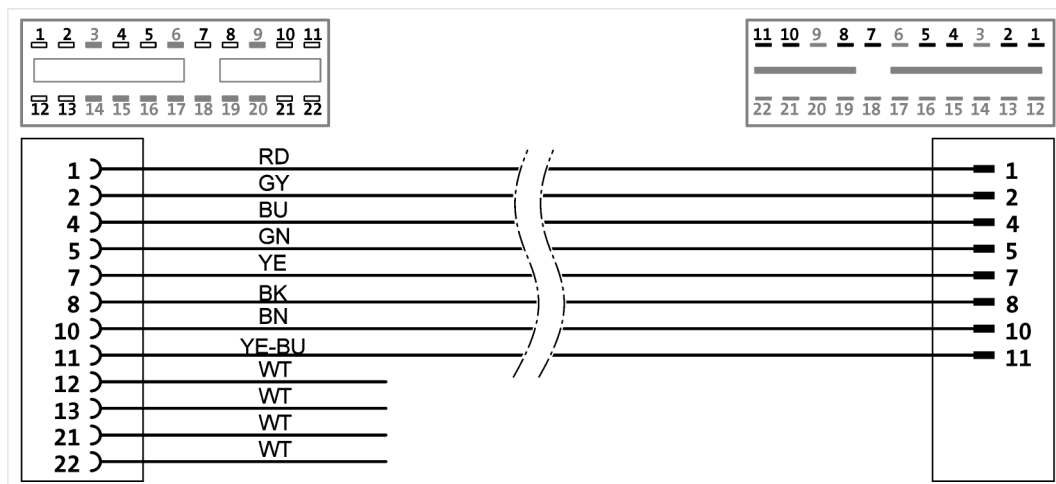 1 2 3 4 5 6 7 8 9 10 11
12 13 14 15 16 17 18 19 20 21 22
11 10 9 8 7 6 5 4 3 2 1
22 21 20 19 18 17 16 15 14 13 12
1 RD 1
2 GY 2
4 BU 4
5 GN 5
7 YE 7
8 BK 8
10 BN 10
11 YE-BU 11
12 WT
13 WT
21 WT
22 WT